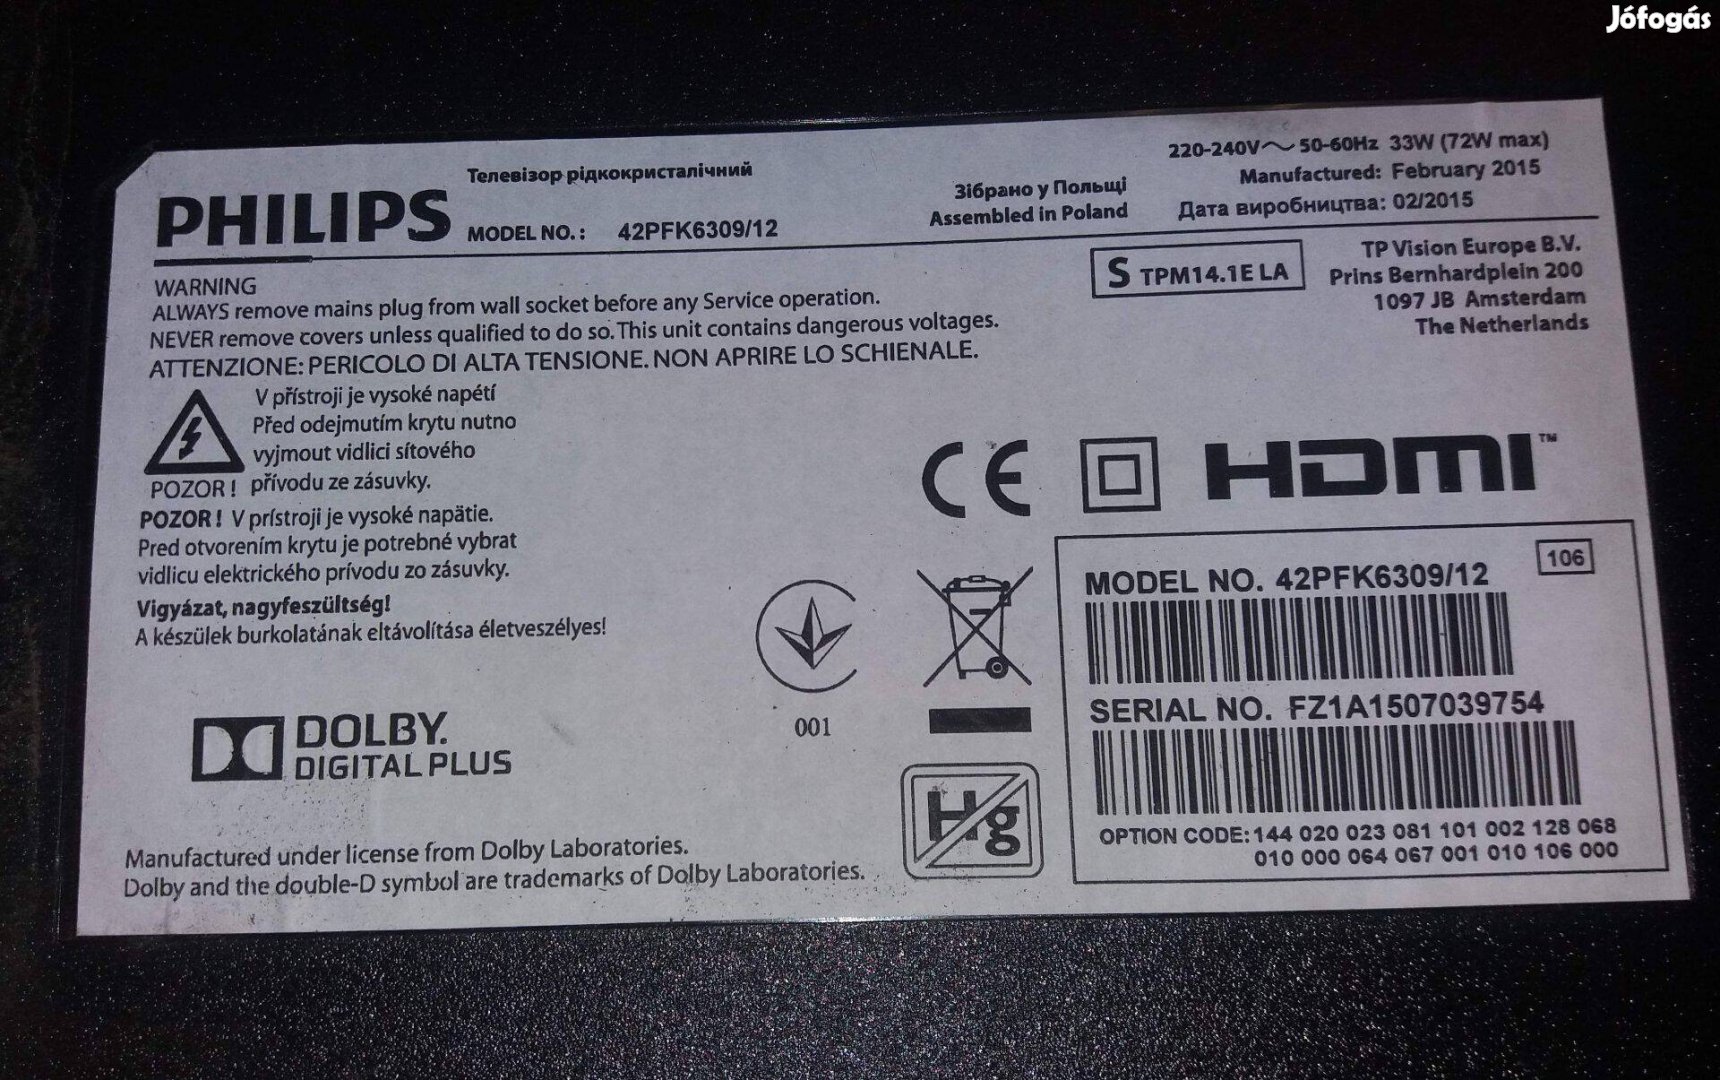 Jófogás
Телевізор рідкокристалічний
PHILIPS
MODEL NO.: 42PFK6309/12
Зібрано у Польщі
Assembled in Poland
220-240V～ 50-60Hz 33W (72W max)
Manufactured: February 2015
Дата виробництва: 02/2015
S TPM14.1E LA
TP Vision Europe B.V.
Prins Bernhardplein 200
1097 JB Amsterdam
The Netherlands
WARNING
ALWAYS remove mains plug from wall socket before any Service operation.
NEVER remove covers unless qualified to do so. This unit contains dangerous voltages.
ATTENZIONE: PERICOLO DI ALTA TENSIONE. NON APRIRE LO SCHIENALE.
V přístroji je vysoké napétí
Před odejmutím krytu nutno
vyjmout vidlici sítového
POZOR! přívodu ze zásuvky.
POZOR! V prístroji je vysoké napätie.
Pred otvorením krytu je potrebné vybrat
vidlicu elektrického prívodu zo zásuvky.
Vigyázat, nagyfeszültség!
A készülek burkolatának eltávolítása életveszélyes!
CE
HDMI™
001
Hg
DOLBY.
DIGITAL PLUS
Manufactured under license from Dolby Laboratories.
Dolby and the double-D symbol are trademarks of Dolby Laboratories.
106
MODEL NO. 42PFK6309/12
SERIAL NO. FZ1A1507039754
OPTION CODE: 144 020 023 081 101 002 128 068
010 000 064 067 001 010 106 000